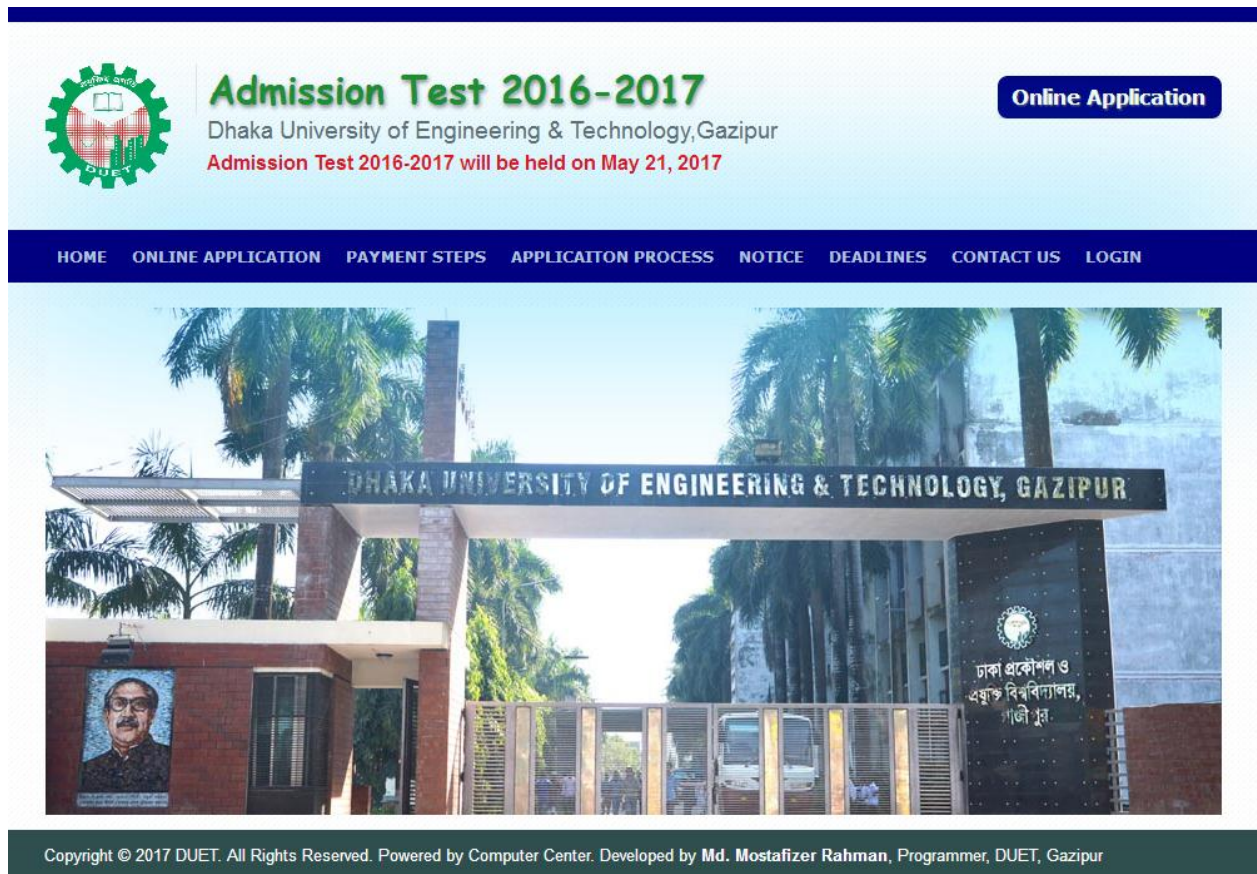 Admission Test 2016-2017
Dhaka University of Engineering & Technology,Gazipur
Admission Test 2016-2017 will be held on May 21, 2017
Online Application
DUET
HOME ONLINE APPLICATION PAYMENT STEPS APPLICAITON PROCESS NOTICE DEADLINES CONTACT US LOGIN
DHAKA UNIVERSITY OF ENGINEERING & TECHNOLOGY, GAZIPUR
ঢাকা প্রকৌশল ও
প্রযুক্তি বিশ্ববিদ্যালয়,
গাজীপুর
Copyright © 2017 DUET. All Rights Reserved. Powered by Computer Center. Developed by Md. Mostafizer Rahman, Programmer, DUET, Gazipur